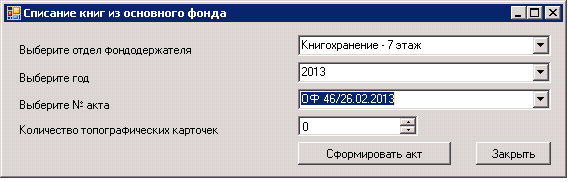 Списание книг из основного фонда
Выберите отдел фондодержателя Книгохранение - 7 этаж
Выберите год 2013
Выберите № акта ОФ 46/26.02.2013
Количество топографических карточек 0
Сформировать акт Закрыть